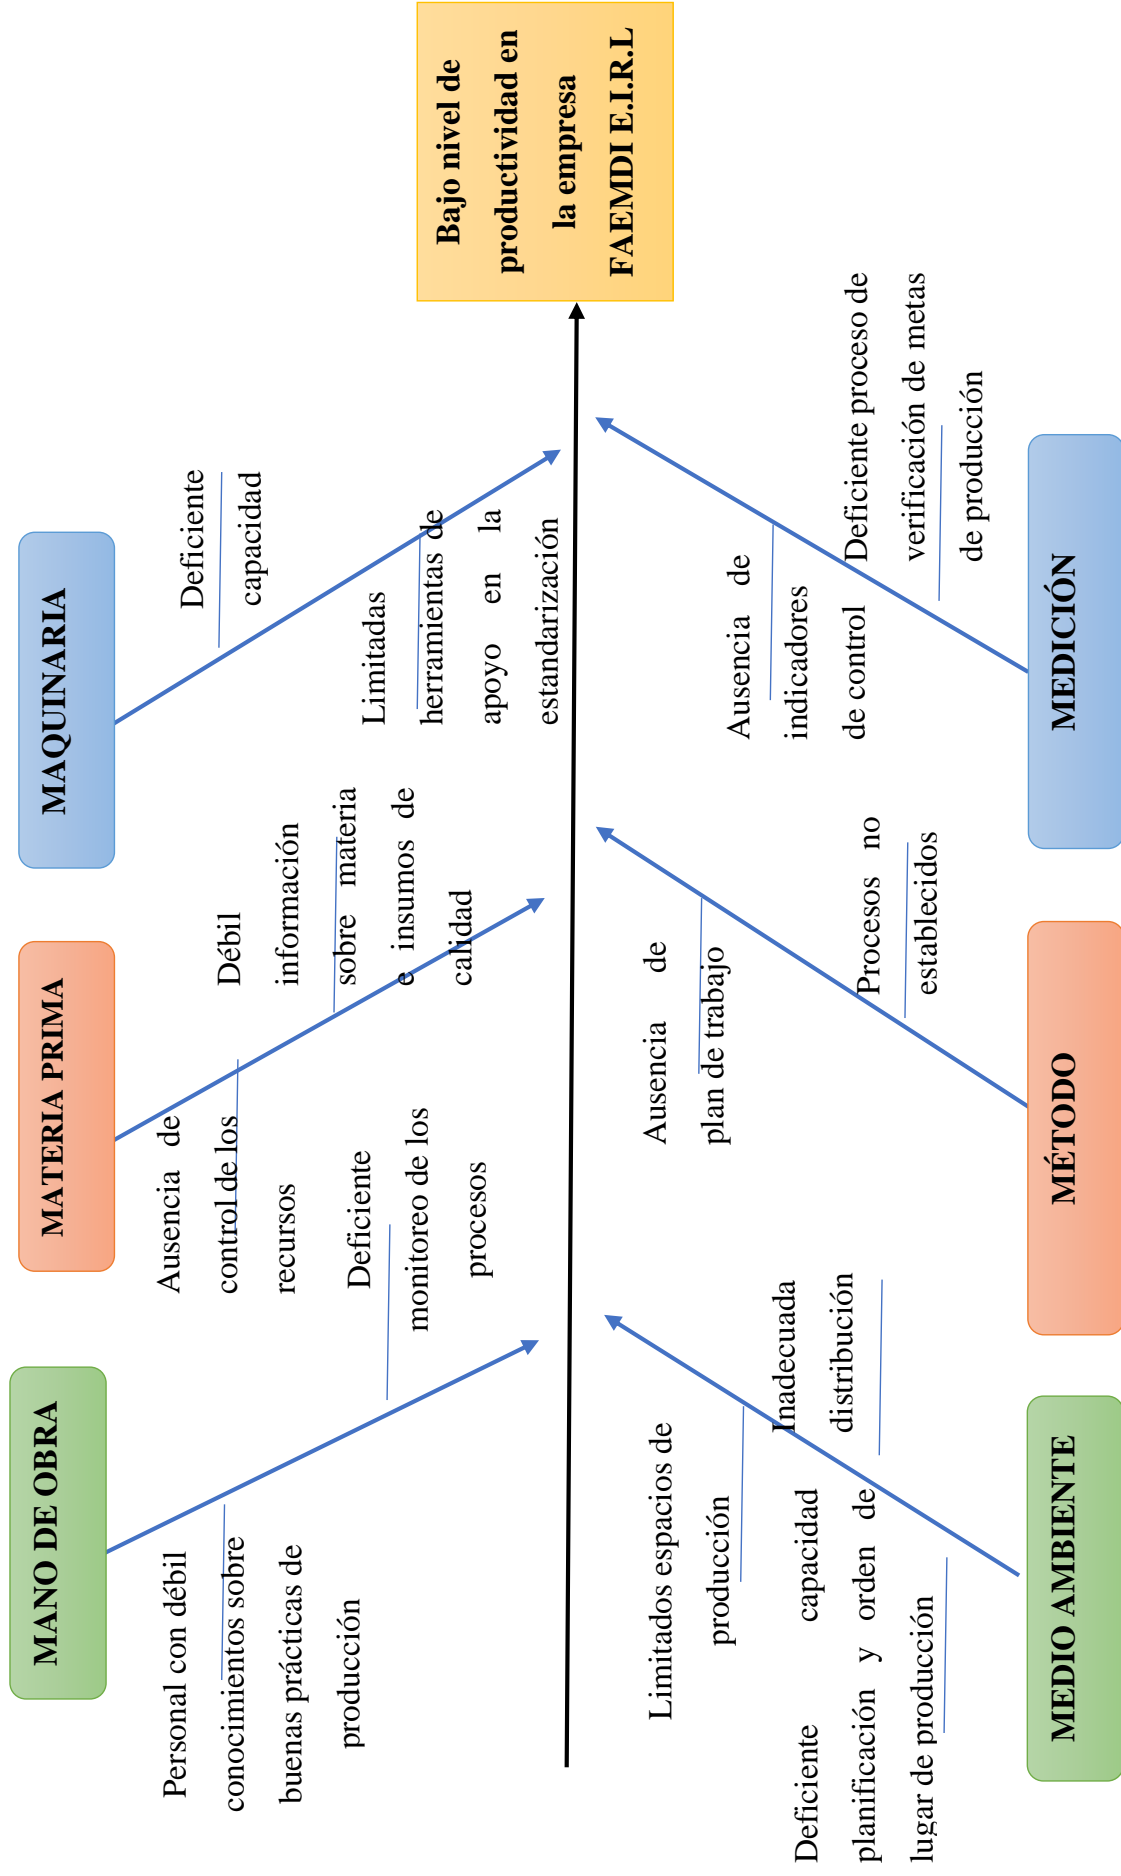 MANO DE OBRA
MATERIA PRIMA
MAQUINARIA
Personal con débil
conocimientos sobre
buenas prácticas de
producción
Deficiente
monitoreo de los
procesos
Ausencia de
control de los
recursos
Débil
información
sobre materia
e insumos de
calidad
Deficiente
capacidad
Limitadas
herramientas de
apoyo en la
estandarización
Bajo nivel de
productividad en
la empresa
FAEMDI E.I.R.L
Limitados espacios de
producción
Inadecuada
distribución
Deficiente capacidad
planificación y orden de
lugar de producción
Ausencia de
plan de trabajo
Procesos no
establecidos
Ausencia de
indicadores
de control
Deficiente proceso de
verificación de metas
de producción
MEDIO AMBIENTE
MÉTODO
MEDICIÓN